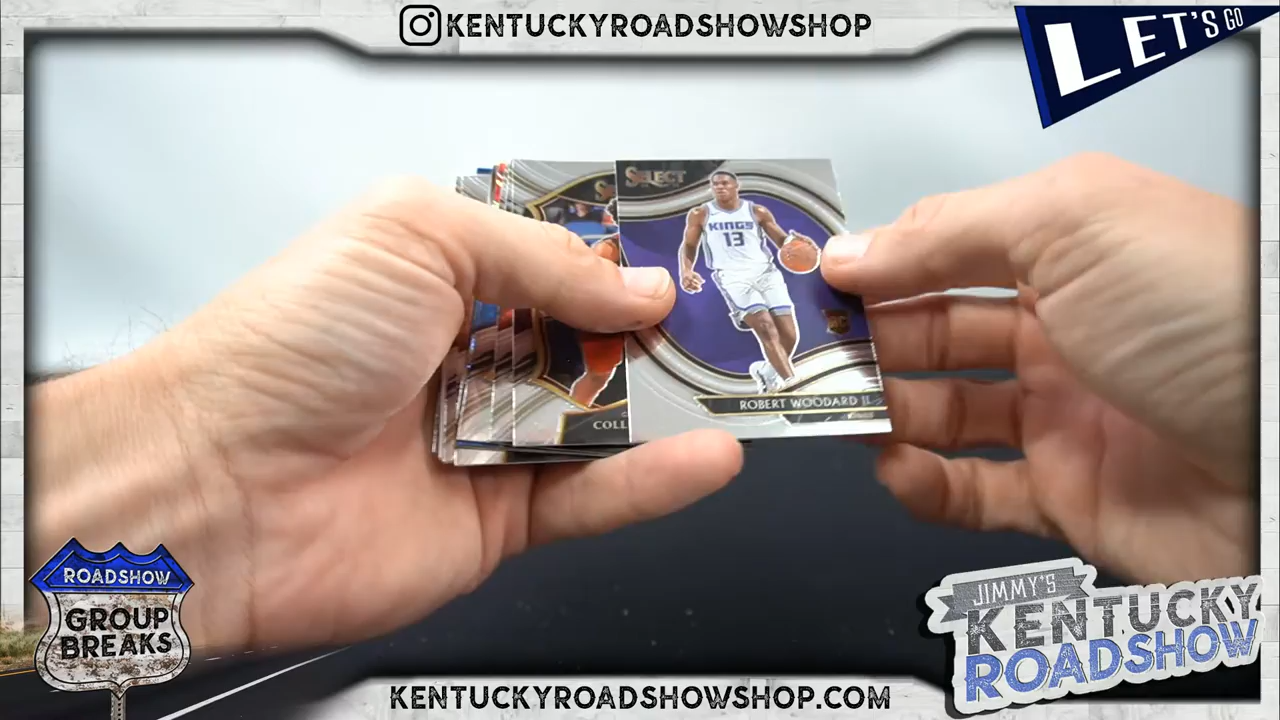 KENTUCKYROADSHOWSHOP
LET'S GO
SELECT
KINGS
13
RC
ROBERT WOODARD II
COLL
ROADSHOW
GROUP
BREAKS
JIMMY'S
KENTUCKY
ROADSHOW
KENTUCKYROADSHOWSHOP.COM